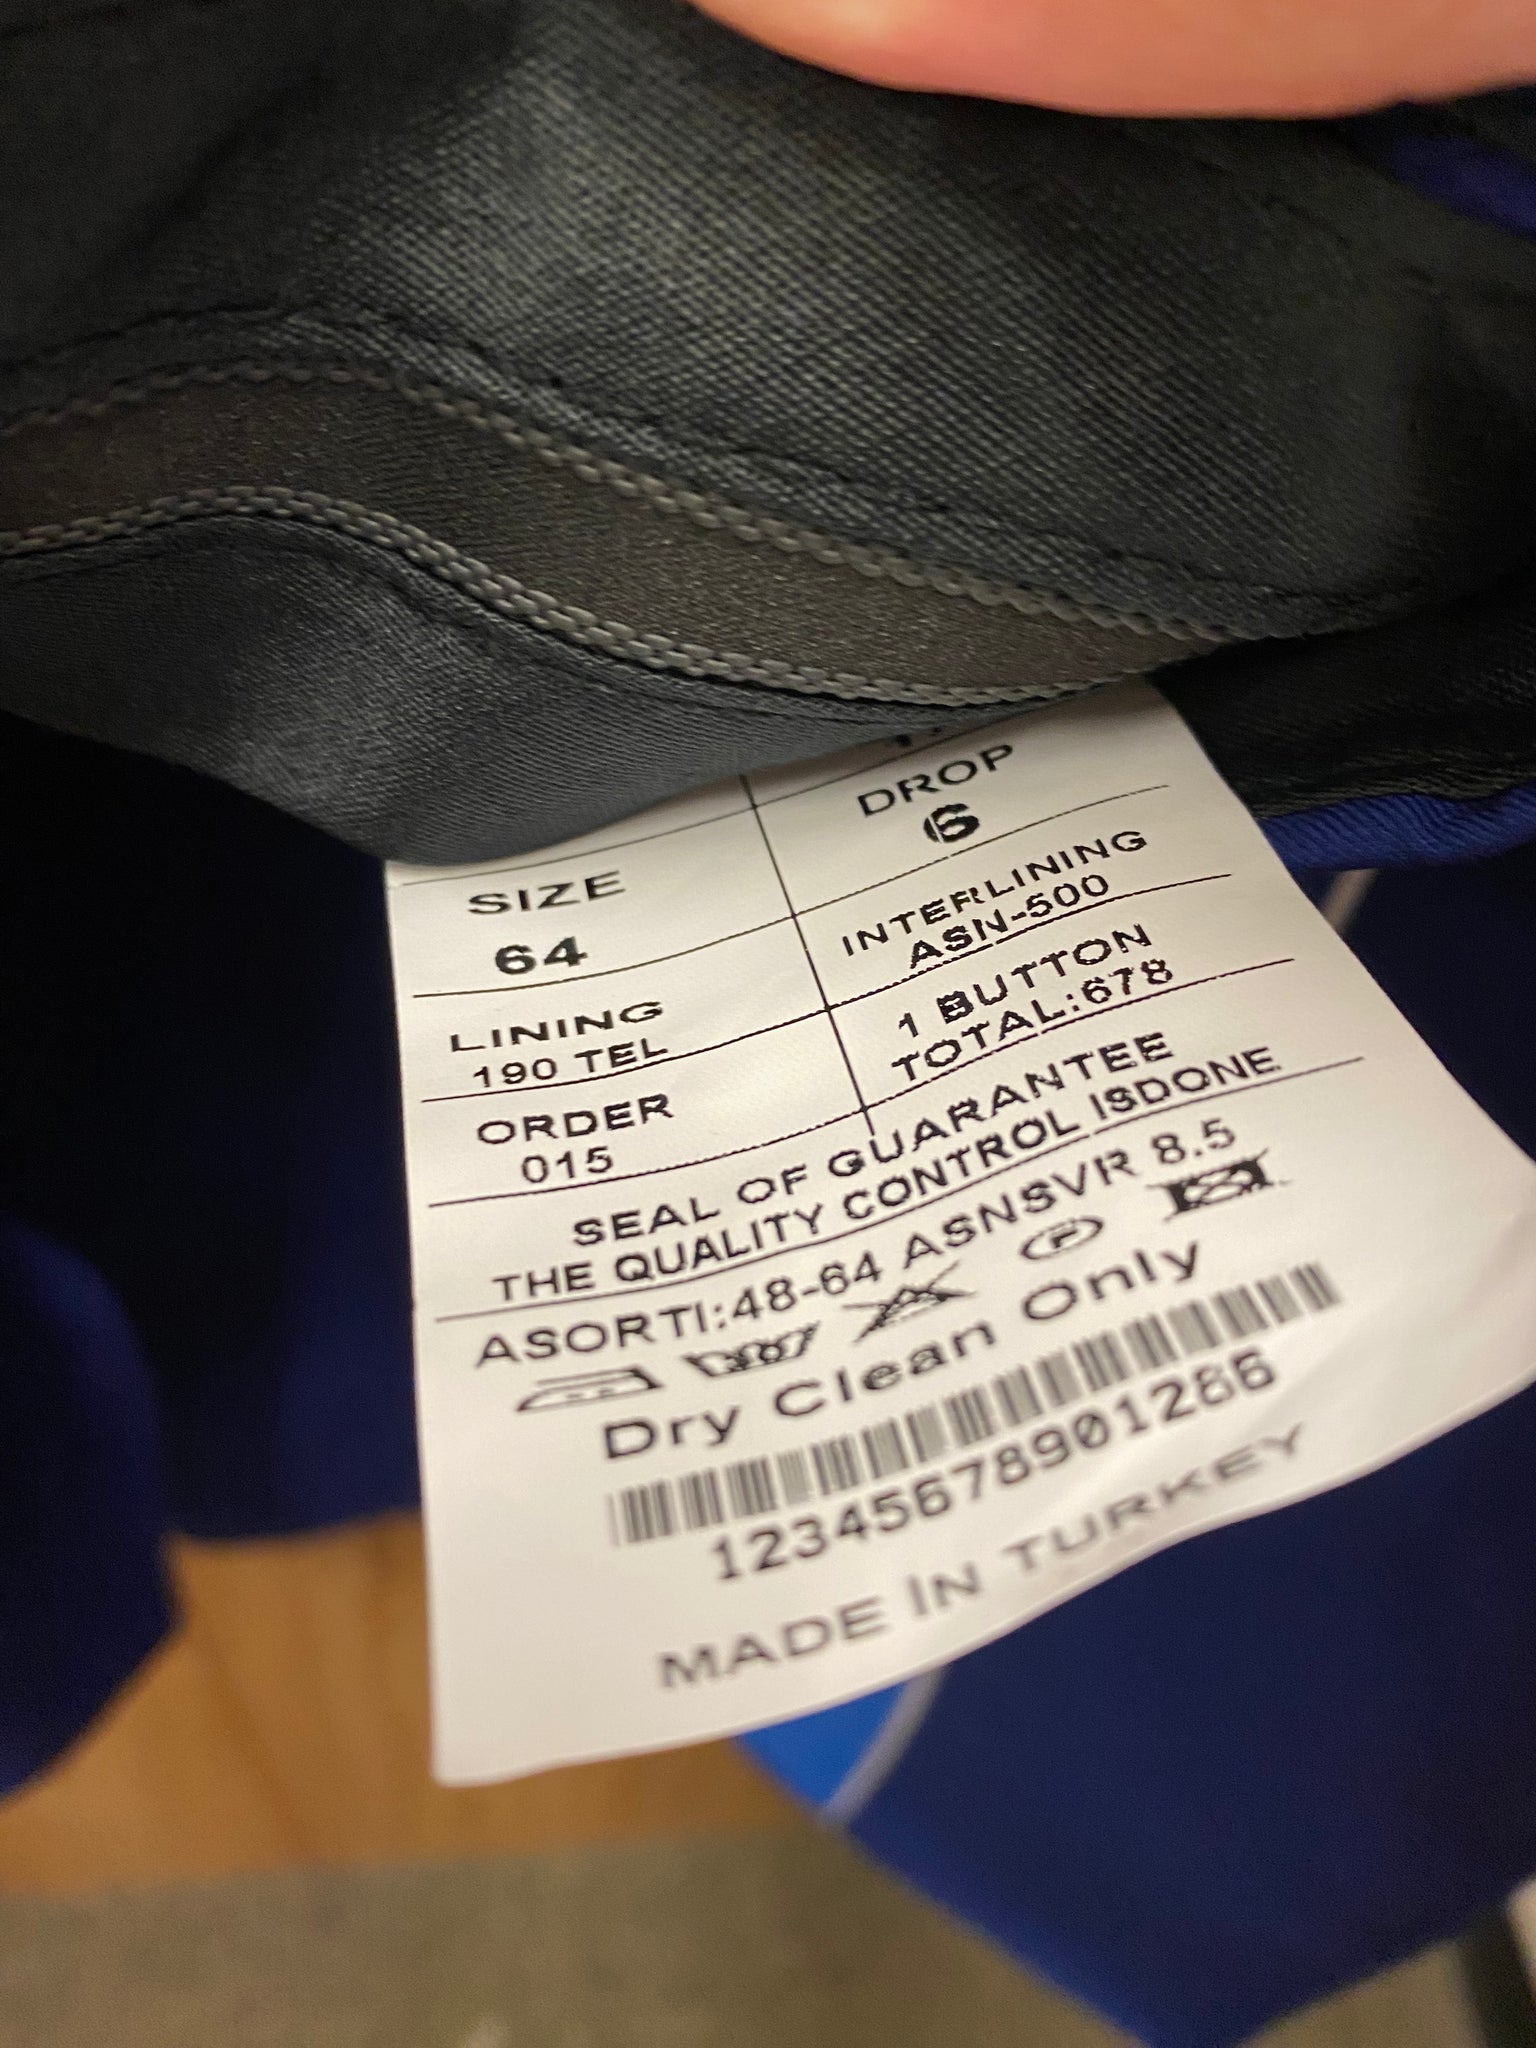 DROP
6
SIZE
64
INTERLINING
ASN-500
LINING
190 TEL
1 BUTTON
TOTAL:678
ORDER
015
SEAL OF GUARANTEE
THE QUALITY CONTROL ISDONE
ASORTI:48-64 ASNSVR 8.5
P
Dry Clean Only
12345678901286
MADE IN TURKEY